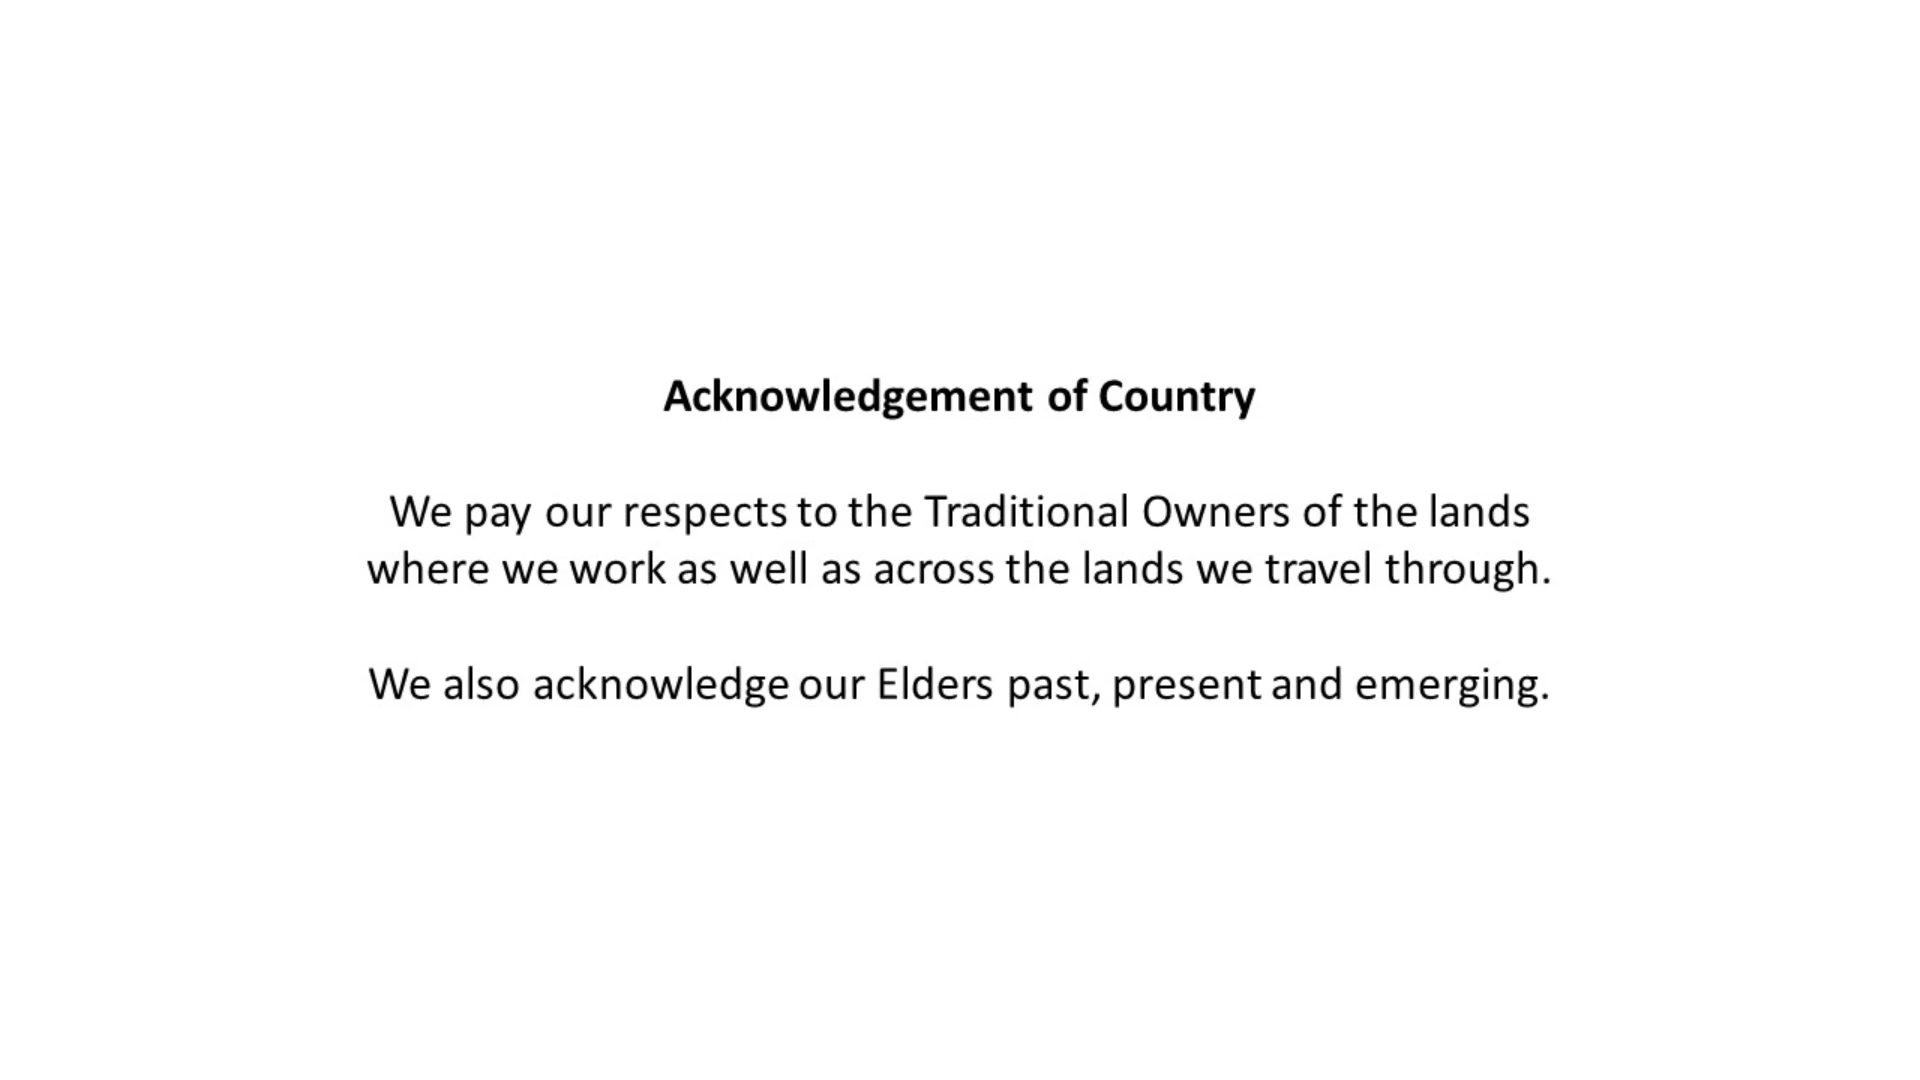 Acknowledgement of Country
We pay our respects to the Traditional Owners of the lands
where we work as well as across the lands we travel through.
We also acknowledge our Elders past, present and emerging.